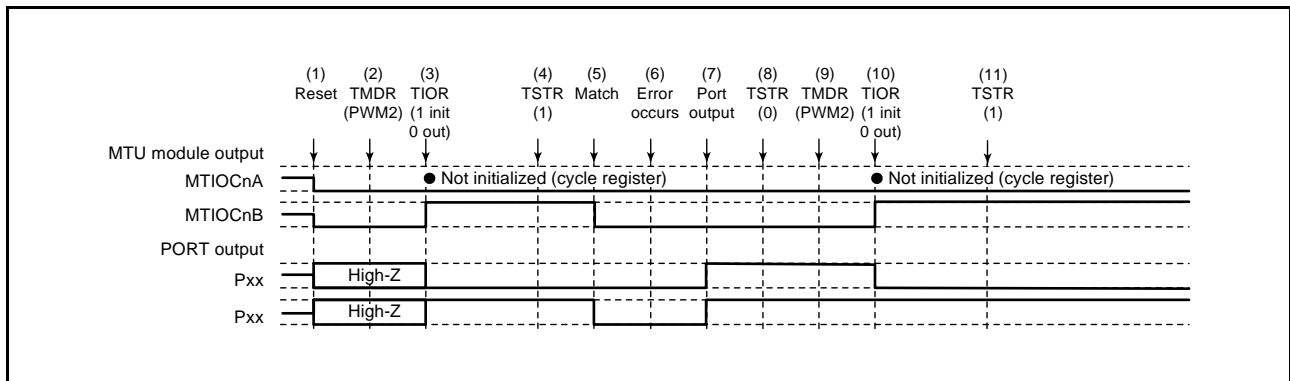 (1) (2) (3) (4) (5) (6) (7) (8) (9) (10) (11)
Reset TMDR TIOR TSTR Match Error Port TSTR TMDR TIOR TSTR
(PWM2) (1 init (1) occurs output (0) (PWM2) (1 init (1)
0 out) 0 out)
MTU module output
MTIOCnA ● Not initialized (cycle register) ● Not initialized (cycle register)
MTIOCnB
PORT output
Pxx High-Z
Pxx High-Z